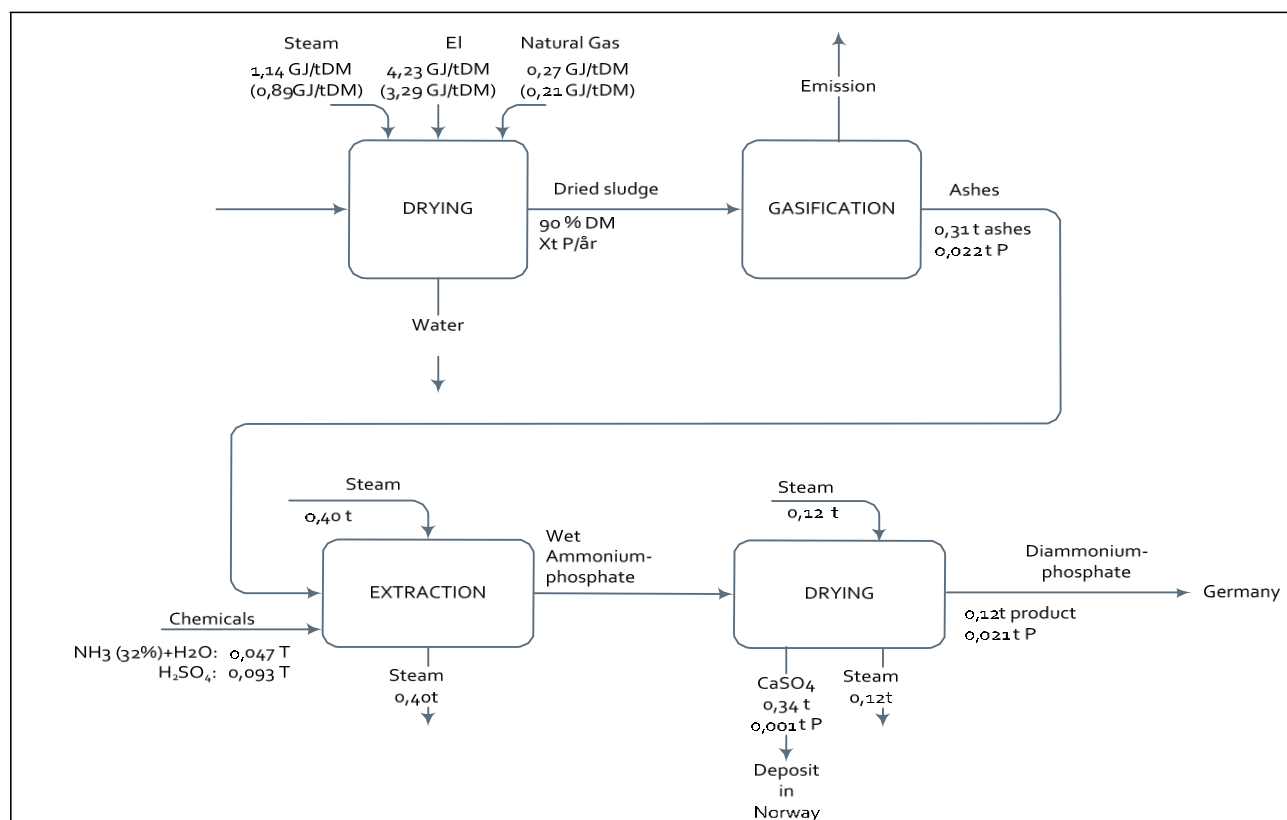 Steam
1,14 GJ/tDM
(0,89GJ/tDM)
El
4,23 GJ/tDM
(3,29 GJ/tDM)
Natural Gas
0,27 GJ/tDM
(0,21 GJ/tDM)
Emission
DRYING
Dried sludge
90 % DM
Xt P/år
GASIFICATION
Ashes
0,31 t ashes
0,022 t P
Water
Steam
0,40 t
EXTRACTION
Wet
Ammonium-
phosphate
Steam
0,12 t
DRYING
Diammonium-
phosphate
0,12t product
0,021t P
Germany
Chemicals
NH3 (32%)+H2O: 0,047 T
H₂SO₄: 0,093 T
Steam
0,40t
CaSO4
0,34 t
0,001 t P
Steam
0,12t
Deposit
in
Norway